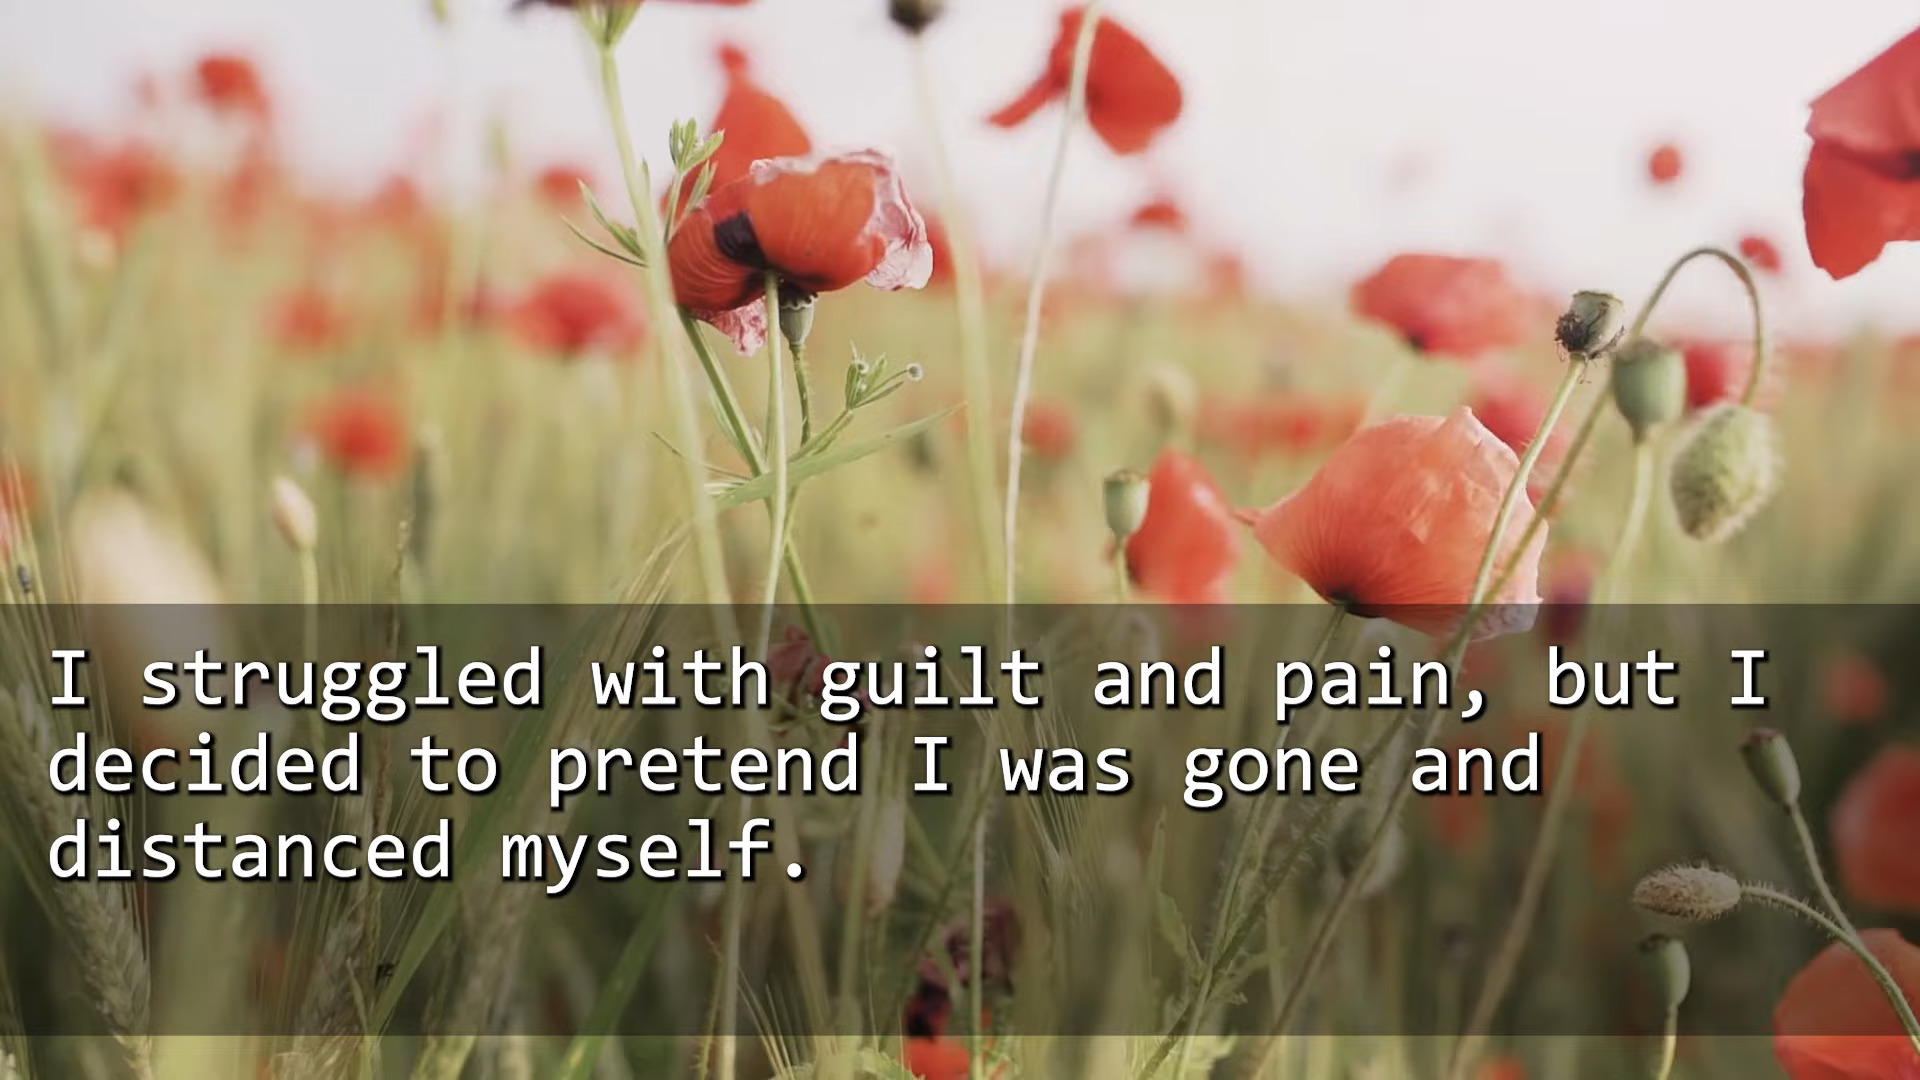 I struggled with guilt and pain, but I
decided to pretend I was gone and
distanced myself.